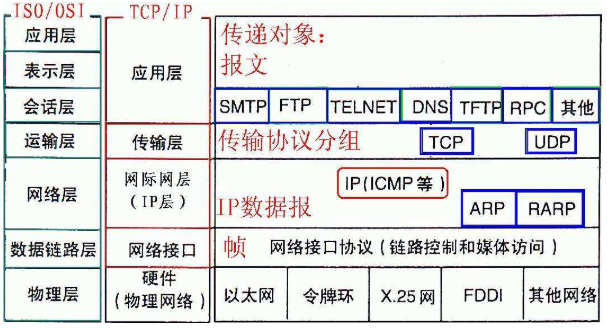 ISO/OSI TCP/IP
应用层
表示层
会话层
运输层
网络层
数据链路层
物理层
应用层
传输层
网际网层
(IP层)
网络接口
硬件
(物理网络)
传递对象:
报文
SMTP FTP TELNET DNS TFTP RPC 其他
传输协议分组 TCP UDP
IP(ICMP等)
IP数据报 ARP RARP
帧 网络接口协议(链路控制和媒体访问)
以太网 令牌环 X.25网 FDDI 其他网络